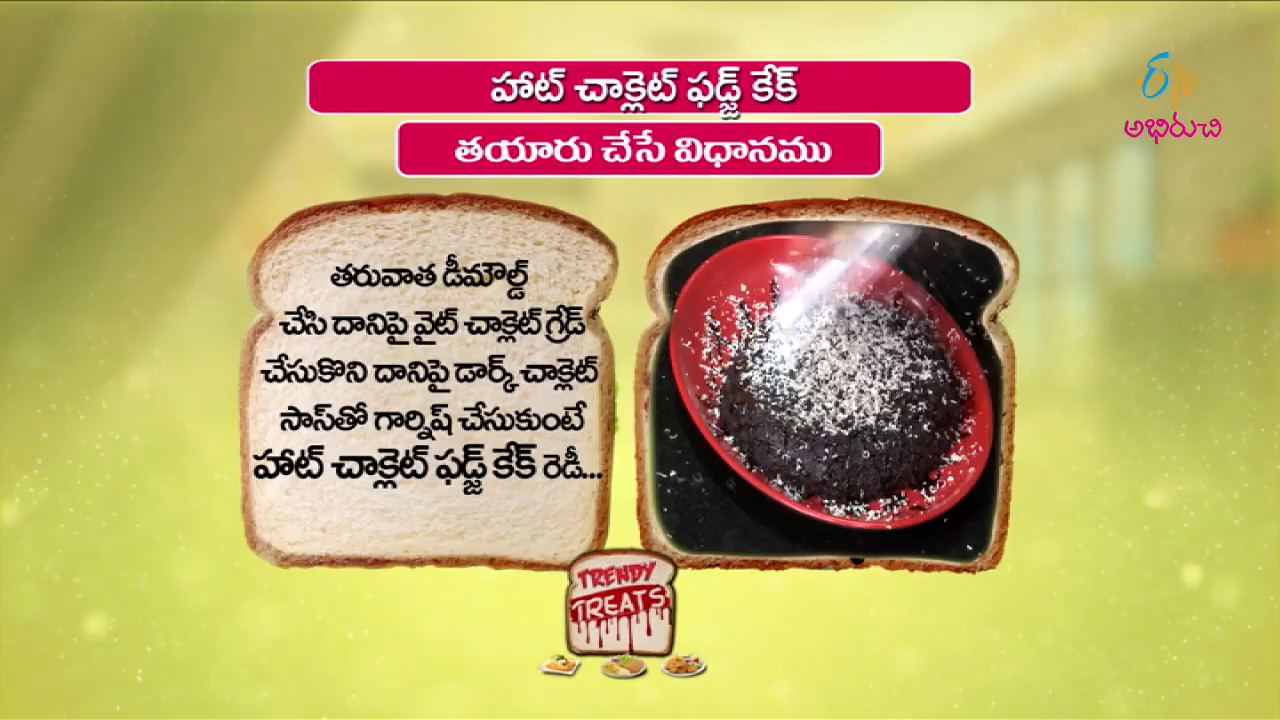 హాట్ చాక్లెట్ ఫడ్జ్ కేక్
తయారు చేసే విధానము
ETV
అభిరుచి
తరువాత డీమౌల్డ్
చేసి దానిపై వైట్ చాక్లెట్ గ్రేడ్
చేసుకొని దానిపై డార్క్ చాక్లెట్
సాస్‌తో గార్నిష్ చేసుకుంటే
హాట్ చాక్లెట్ ఫడ్జ్ కేక్ రెడీ...
TRENDY
TREATS